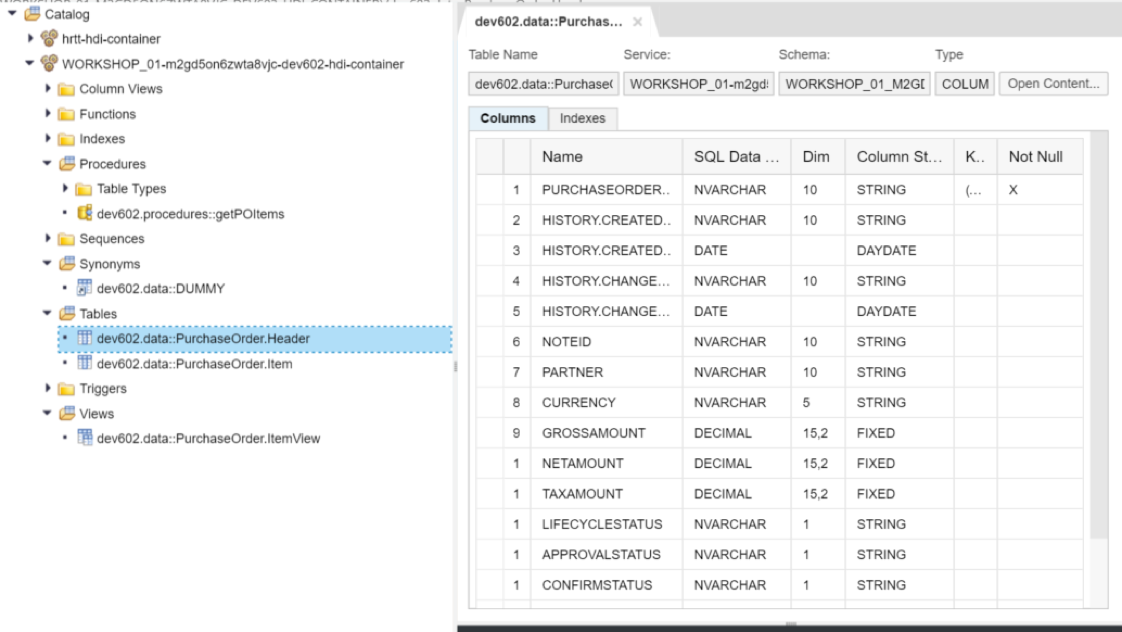 Catalog
hrtt-hdi-container
WORKSHOP_01-m2gd5on6zwta8vjc-dev602-hdi-container
Column Views
Functions
Indexes
Procedures
Table Types
dev602.procedures::getPOItems
Sequences
Synonyms
dev602.data::DUMMY
Tables
dev602.data::PurchaseOrder.Header
dev602.data::PurchaseOrder.Item
Triggers
Views
dev602.data::PurchaseOrder.ItemView
dev602.data::Purchas... ×
Table Name Service: Schema: Type
dev602.data::Purchase( WORKSHOP_01-m2gd! WORKSHOP_01_M2GD COLUM Open Content...
Columns Indexes
Name SQL Data ... Dim Column St... K.. Not Null
1 PURCHASEORDER.. NVARCHAR 10 STRING (... X
2 HISTORY.CREATED.. NVARCHAR 10 STRING
3 HISTORY.CREATED.. DATE DAYDATE
4 HISTORY.CHANGE... NVARCHAR 10 STRING
5 HISTORY.CHANGE... DATE DAYDATE
6 NOTEID NVARCHAR 10 STRING
7 PARTNER NVARCHAR 10 STRING
8 CURRENCY NVARCHAR 5 STRING
9 GROSSAMOUNT DECIMAL 15,2 FIXED
1 NETAMOUNT DECIMAL 15,2 FIXED
1 TAXAMOUNT DECIMAL 15,2 FIXED
1 LIFECYCLESTATUS NVARCHAR 1 STRING
1 APPROVALSTATUS NVARCHAR 1 STRING
1 CONFIRMSTATUS NVARCHAR 1 STRING